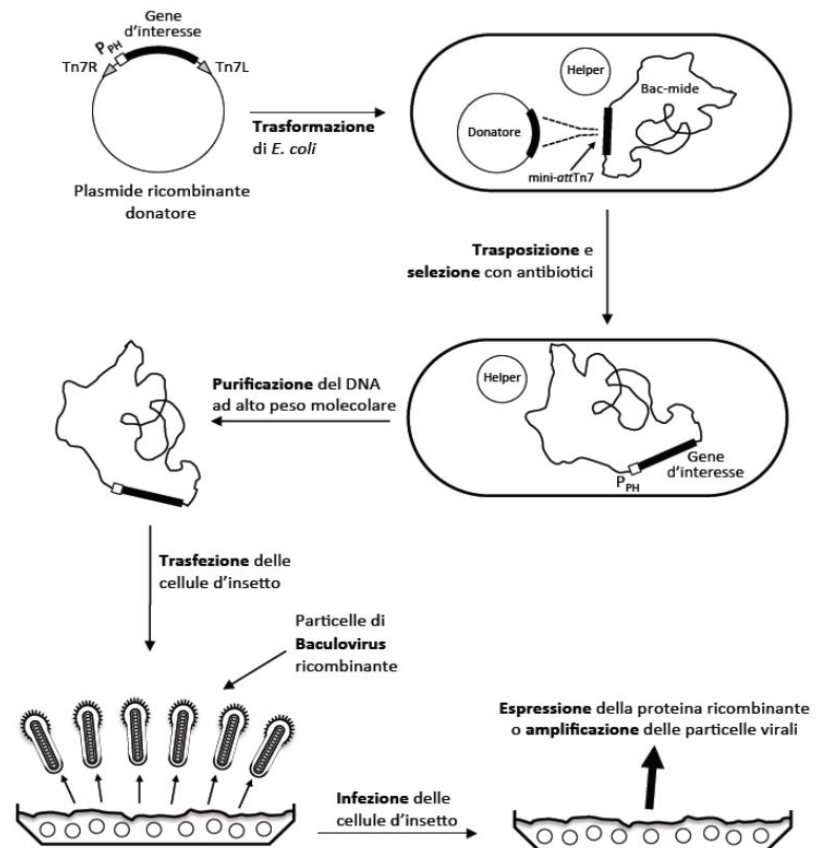 Gene
d'interesse
P_PH
Tn7R
Tn7L
Trasformazione
di E. coli
Plasmide ricombinante
donatore
Helper
Bac-mide
Donatore
mini-attTn7
Trasposizione e
selezione con antibiotici
Helper
Gene
d'interesse
P_PH
Purificazione del DNA
ad alto peso molecolare
Trasfezione delle
cellule d'insetto
Particelle di
Baculovirus
ricombinante
Espressione della proteina ricombinante
o amplificazione delle particelle virali
Infezione delle
cellule d'insetto